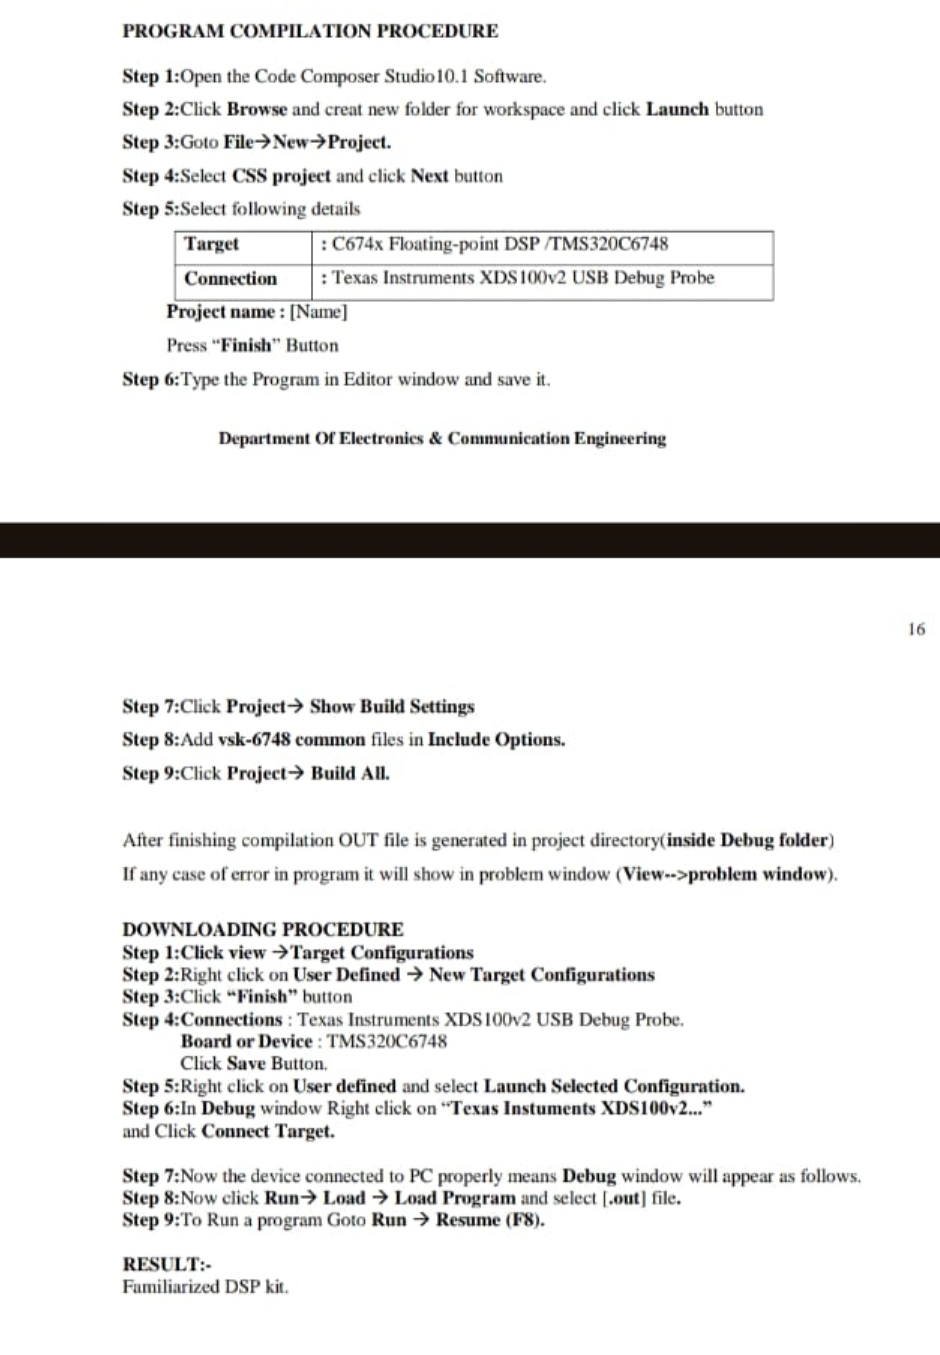 PROGRAM COMPILATION PROCEDURE
Step 1:Open the Code Composer Studio10.1 Software.
Step 2:Click Browse and creat new folder for workspace and click Launch button
Step 3:Goto File→New→Project.
Step 4:Select CSS project and click Next button
Step 5:Select following details
Target : C674x Floating-point DSP /TMS320C6748
Connection : Texas Instruments XDS100v2 USB Debug Probe
Project name : [Name]
Press “Finish” Button
Step 6:Type the Program in Editor window and save it.
Department Of Electronics & Communication Engineering
16
Step 7:Click Project→ Show Build Settings
Step 8:Add vsk-6748 common files in Include Options.
Step 9:Click Project→ Build All.
After finishing compilation OUT file is generated in project directory(inside Debug folder)
If any case of error in program it will show in problem window (View-->problem window).
DOWNLOADING PROCEDURE
Step 1:Click view →Target Configurations
Step 2:Right click on User Defined → New Target Configurations
Step 3:Click “Finish” button
Step 4:Connections : Texas Instruments XDS100v2 USB Debug Probe.
Board or Device : TMS320C6748
Click Save Button.
Step 5:Right click on User defined and select Launch Selected Configuration.
Step 6:In Debug window Right click on “Texas Instuments XDS100v2...”
and Click Connect Target.
Step 7:Now the device connected to PC properly means Debug window will appear as follows.
Step 8:Now click Run→ Load → Load Program and select [.out] file.
Step 9:To Run a program Goto Run → Resume (F8).
RESULT:-
Familiarized DSP kit.